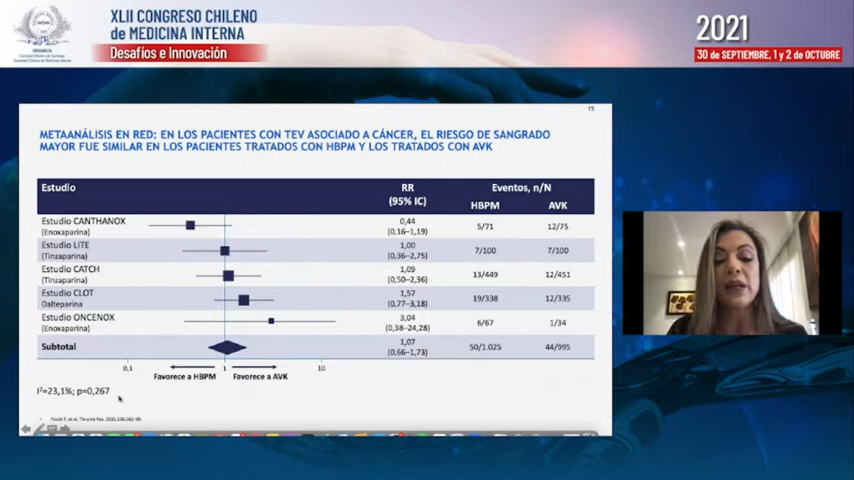 XLII CONGRESO CHILENO
de MEDICINA INTERNA
Desafíos e Innovación
2021
30 de SEPTIEMBRE, 1 y 2 de OCTUBRE
15
METAANÁLISIS EN RED: EN LOS PACIENTES CON TEV ASOCIADO A CÁNCER, EL RIESGO DE SANGRADO
MAYOR FUE SIMILAR EN LOS PACIENTES TRATADOS CON HBPM Y LOS TRATADOS CON AVK
Estudio RR (95% IC) Eventos, n/N
HBPM AVK
Estudio CANTHANOX 0,44 5/71 12/75
(Enoxaparina) (0,16–1,19)
Estudio LITE 1,00 7/100 7/100
(Tinzaparina) (0,36–2,75)
Estudio CATCH 1,09 13/449 12/451
(Tinzaparina) (0,50–2,36)
Estudio CLOT 1,57 19/338 12/335
Dalteparina (0,77–3,18)
Estudio ONCENOX 3,04 6/67 1/34
(Enoxaparina) (0,38–24,28)
Subtotal 1,07 50/1.025 44/995
(0,66–1,73)
0,1 1 10
Favorece a HBPM Favorece a AVK
I²=23,1%; p=0,267